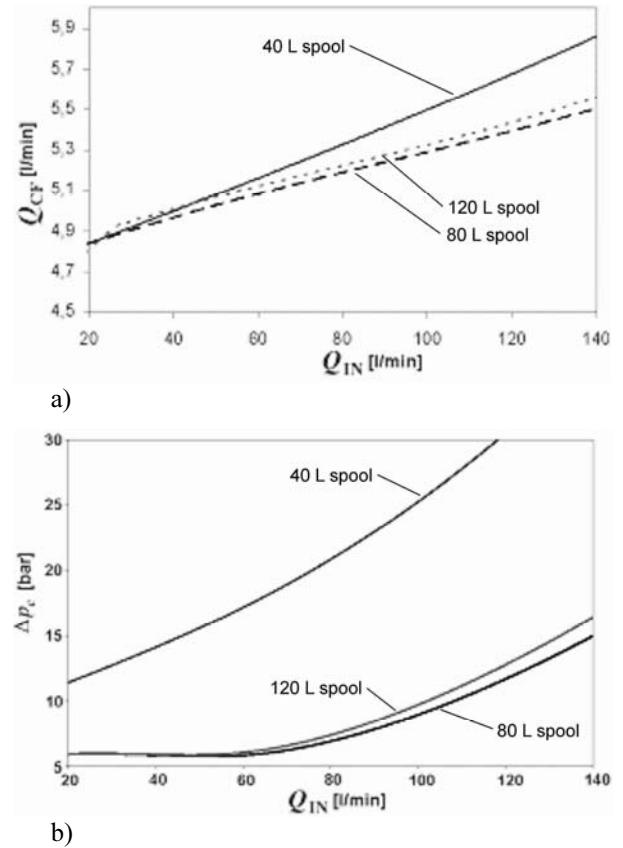 5,9
5,9
5,7
5,5
5,3
5,1
4,9
4,7
4,5
Q_CF [l/min]
40 L spool
120 L spool
80 L spool
20 40 60 80 100 120 140
Q_IN [l/min]
a)
30
25
20
15
10
5
Δp_c [bar]
40 L spool
120 L spool
80 L spool
20 40 60 80 100 120 140
Q_IN [l/min]
b)